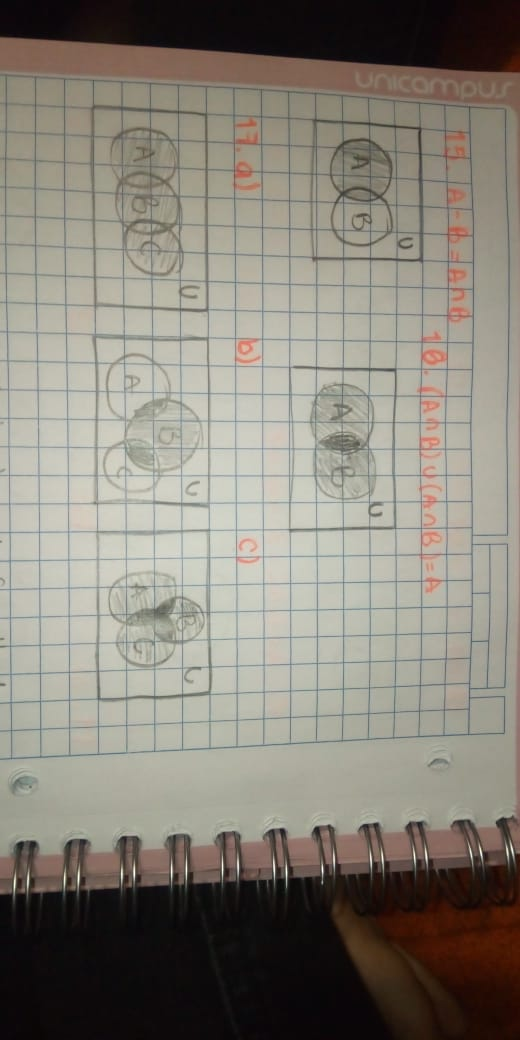 unicampus
15. A-B = A∩B
16. (A∩B)∪(A∩B)=A
A B U
A U
17. a) b) c)
A B C U
A B C U
A B C U